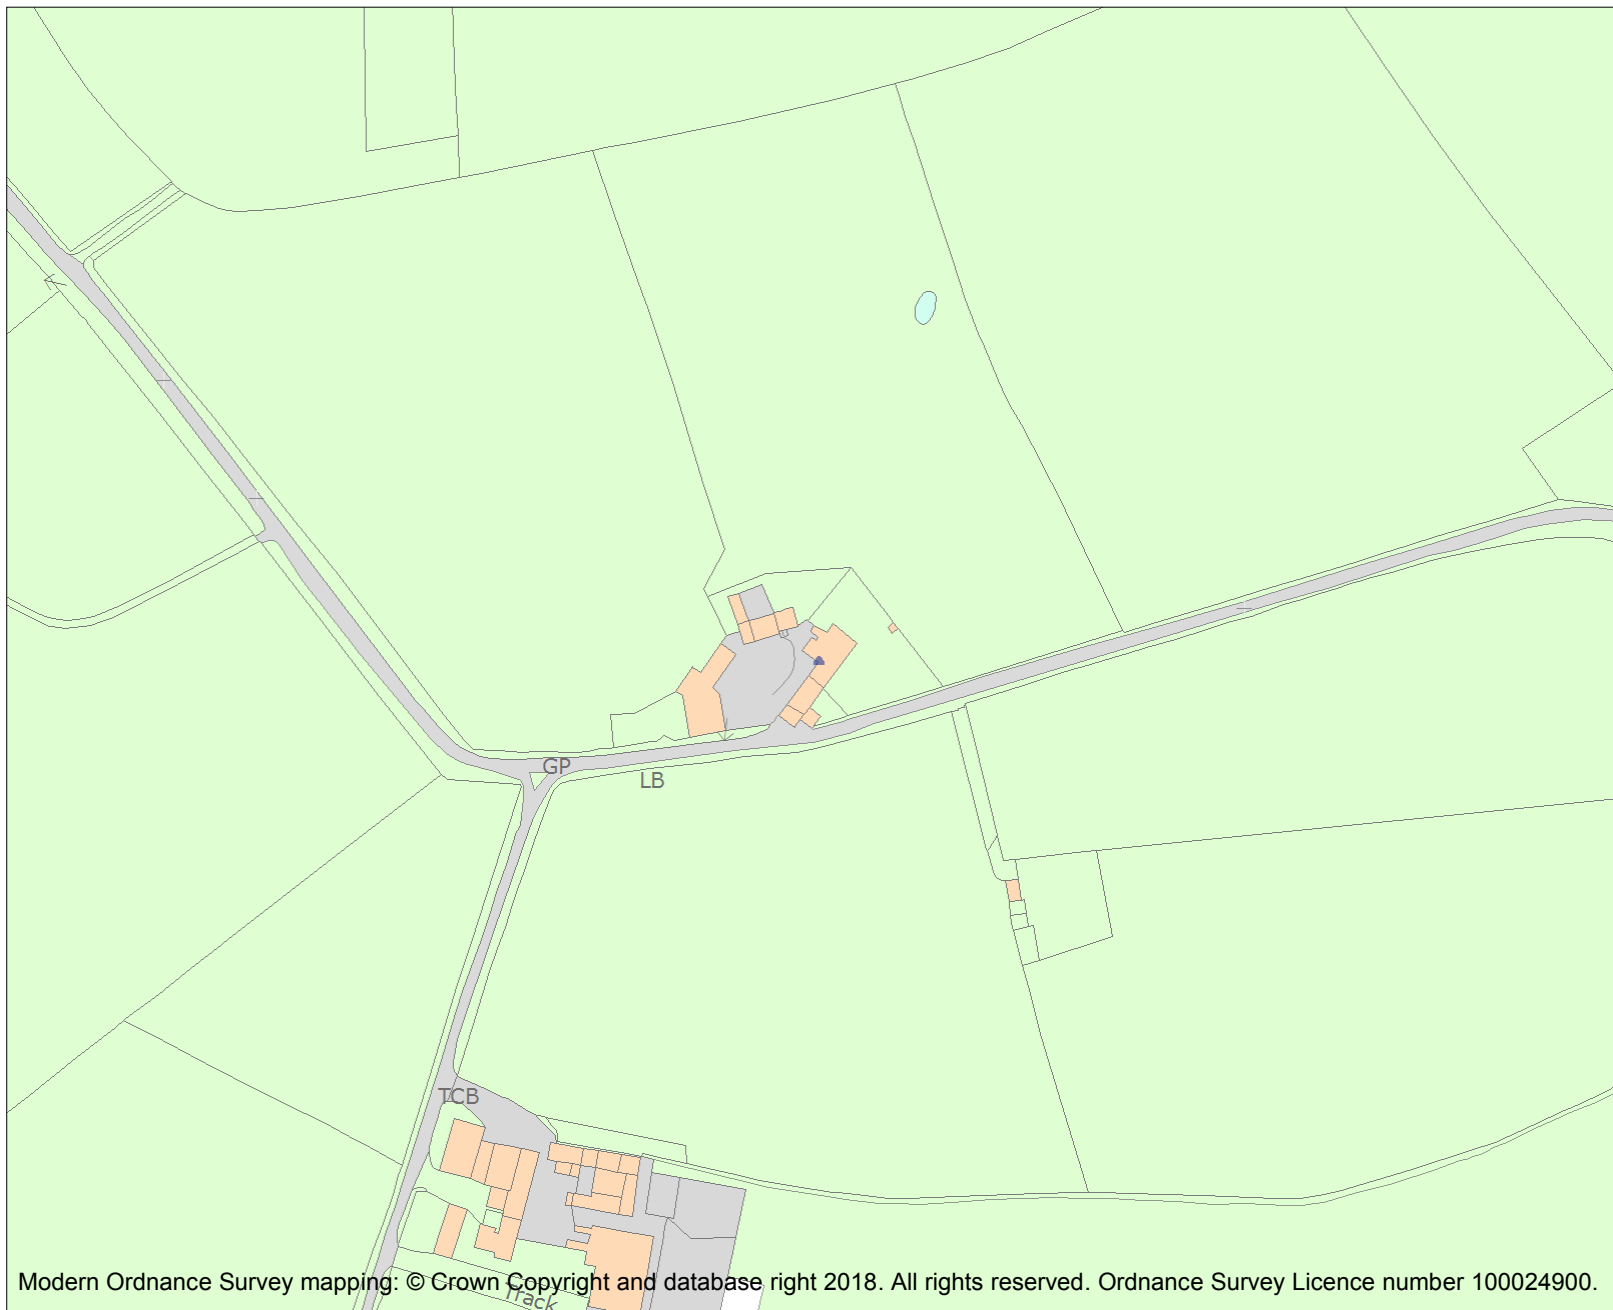 GP
LB
TCB
Modern Ordnance Survey mapping: © Crown Copyright and database right 2018. All rights reserved. Ordnance Survey Licence number 100024900.
Track